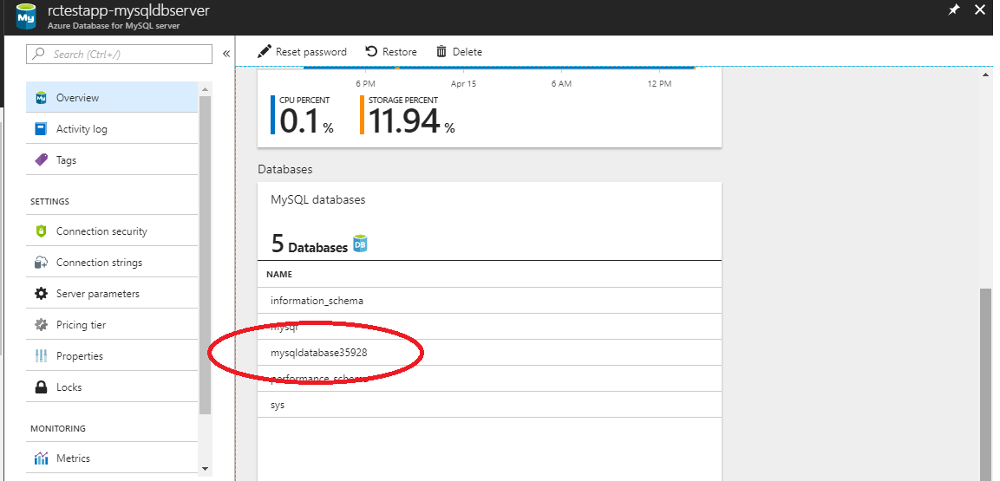 rctestapp-mysqldbserver
Azure Database for MySQL server
Search (Ctrl+/)
Overview
Activity log
Tags
SETTINGS
Connection security
Connection strings
Server parameters
Pricing tier
Properties
Locks
MONITORING
Metrics
Reset password
Restore
Delete
6 PM Apr 15 6 AM 12 PM
CPU PERCENT STORAGE PERCENT
0.1 % 11.94 %
Databases
MySQL databases
5 Databases DB
NAME
information_schema
mysql
mysqldatabase35928
performance_schema
sys
My
My